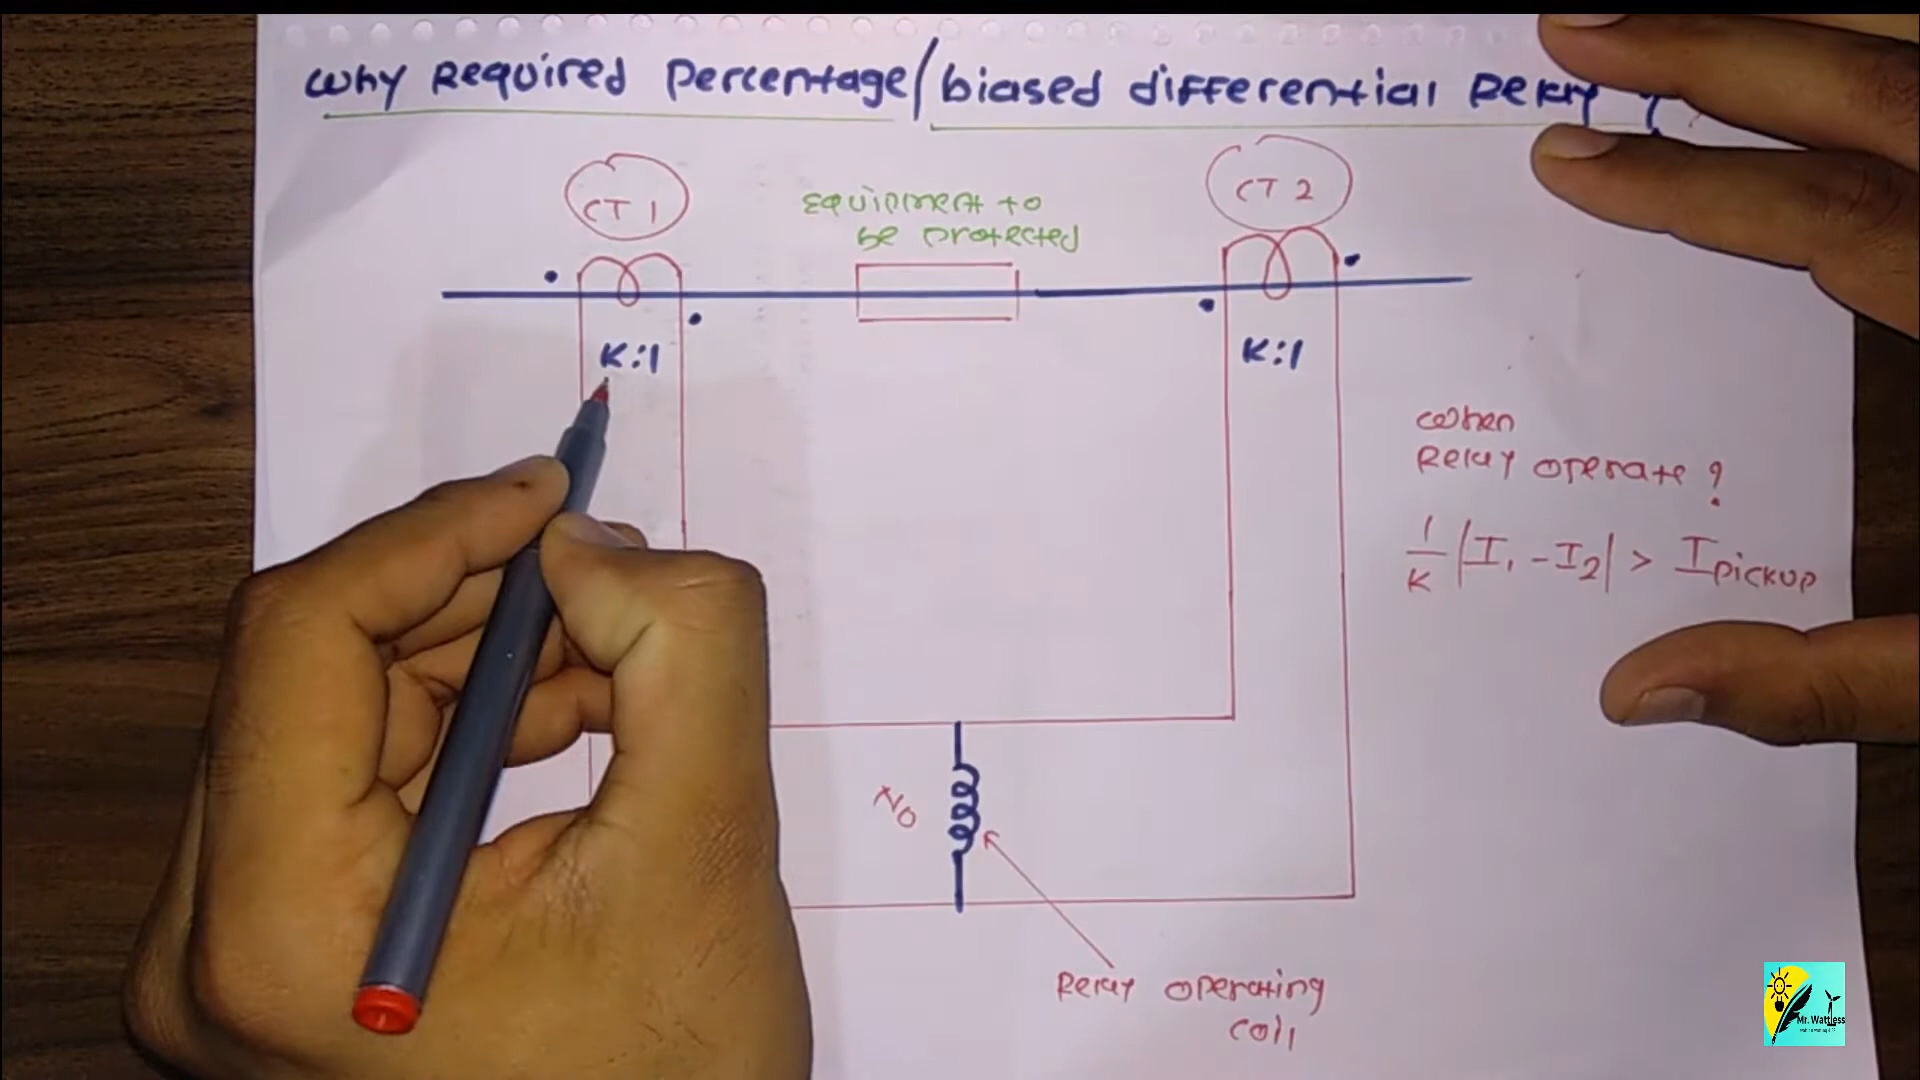 Why Required Percentage/biased differential Relay ?
CT 1
CT 2
Equipment to
be protected
K:1
K:1
When
Relay operate ?
1/K |I1 - I2| > Ipickup
No
Relay operating
coil
Mr. Wattless